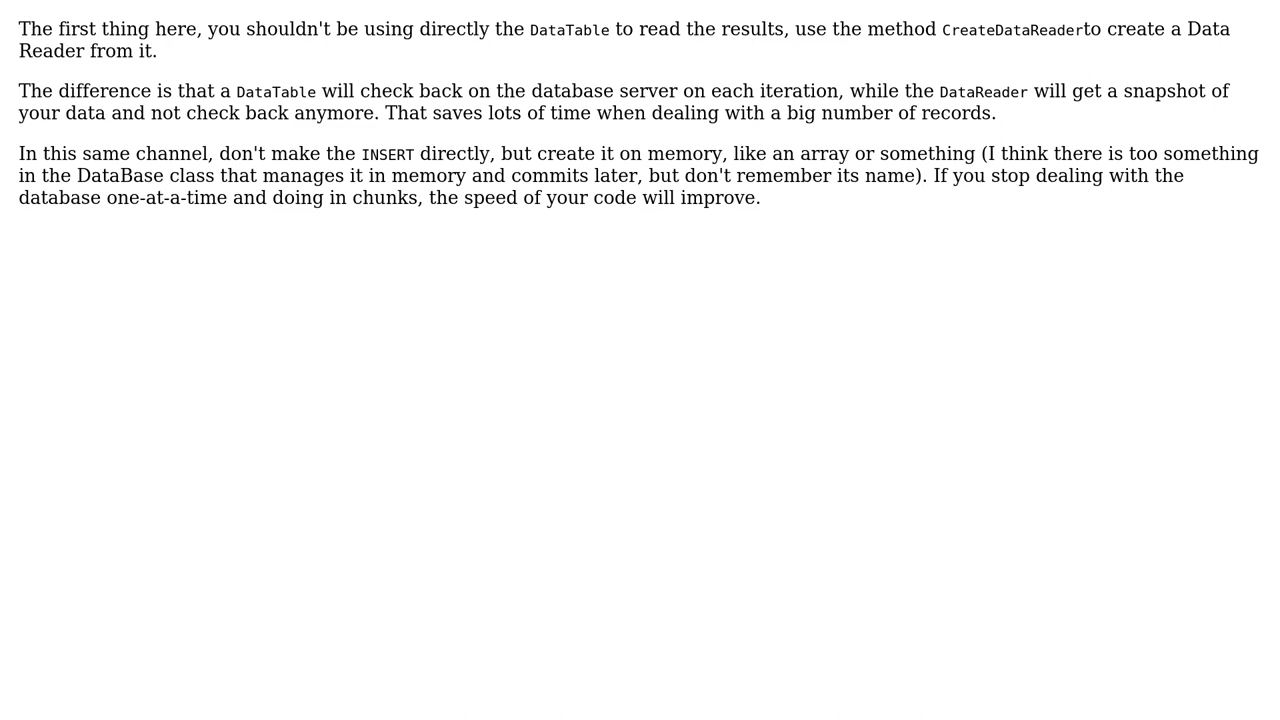 The first thing here, you shouldn't be using directly the DataTable to read the results, use the method CreateDataReaderto create a Data
Reader from it.
The difference is that a DataTable will check back on the database server on each iteration, while the DataReader will get a snapshot of
your data and not check back anymore. That saves lots of time when dealing with a big number of records.
In this same channel, don't make the INSERT directly, but create it on memory, like an array or something (I think there is too something
in the DataBase class that manages it in memory and commits later, but don't remember its name). If you stop dealing with the
database one-at-a-time and doing in chunks, the speed of your code will improve.